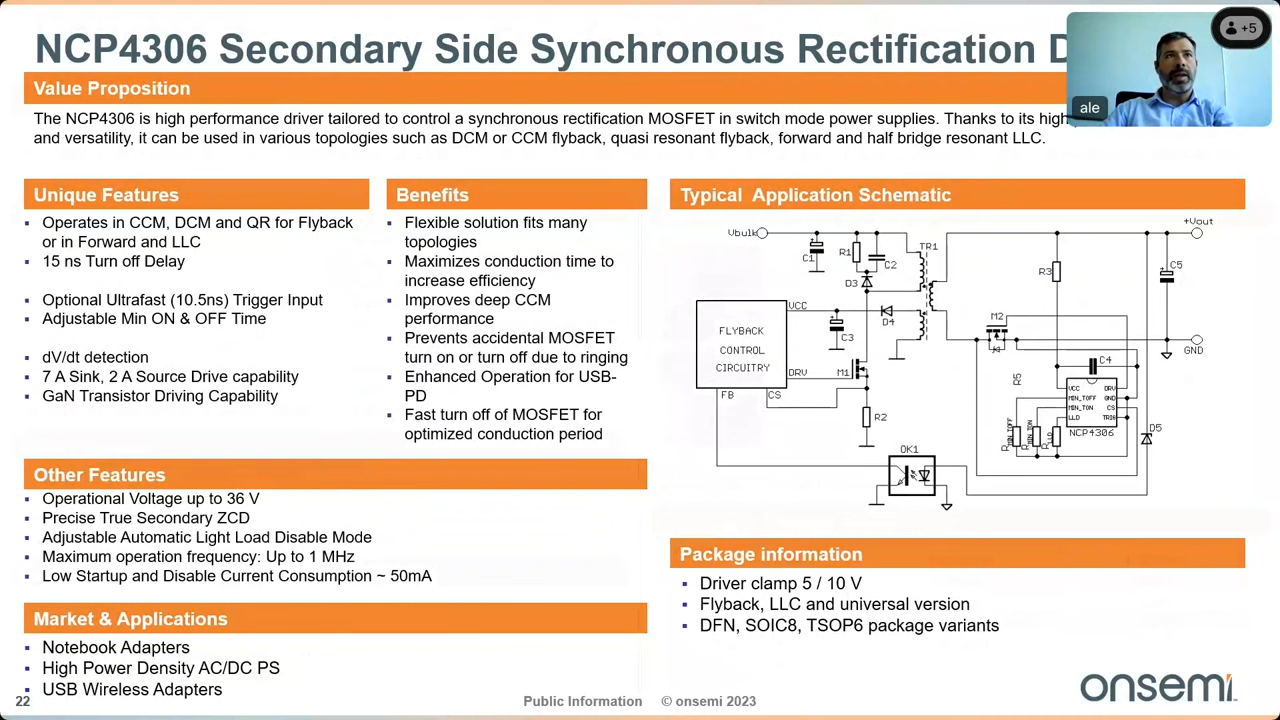 NCP4306 Secondary Side Synchronous Rectification
+5
ale
Value Proposition
The NCP4306 is high performance driver tailored to control a synchronous rectification MOSFET in switch mode power supplies. Thanks to its high
and versatility, it can be used in various topologies such as DCM or CCM flyback, quasi resonant flyback, forward and half bridge resonant LLC.
Unique Features
▪ Operates in CCM, DCM and QR for Flyback
or in Forward and LLC
▪ 15 ns Turn off Delay
▪ Optional Ultrafast (10.5ns) Trigger Input
▪ Adjustable Min ON & OFF Time
▪ dV/dt detection
▪ 7 A Sink, 2 A Source Drive capability
▪ GaN Transistor Driving Capability
Benefits
▪ Flexible solution fits many
topologies
▪ Maximizes conduction time to
increase efficiency
▪ Improves deep CCM
performance
▪ Prevents accidental MOSFET
turn on or turn off due to ringing
▪ Enhanced Operation for USB-
PD
▪ Fast turn off of MOSFET for
optimized conduction period
Other Features
▪ Operational Voltage up to 36 V
▪ Precise True Secondary ZCD
▪ Adjustable Automatic Light Load Disable Mode
▪ Maximum operation frequency: Up to 1 MHz
▪ Low Startup and Disable Current Consumption ~ 50mA
Market & Applications
▪ Notebook Adapters
▪ High Power Density AC/DC PS
▪ USB Wireless Adapters
Typical Application Schematic
+Vout
Vbulk
C1
R1
C2
TR1
D3
R3
C5
VCC
D4
C3
M2
GND
FLYBACK
CONTROL
CIRCUITRY
DRV
M1
FB
CS
R2
R5
C4
VCC
DRV
MIN_TOFF
GND
MIN_TON
CS
LLD
TRIG
NCP4306
D5
OK1
Package information
▪ Driver clamp 5 / 10 V
▪ Flyback, LLC and universal version
▪ DFN, SOIC8, TSOP6 package variants
22
Public Information © onsemi 2023
onsemi